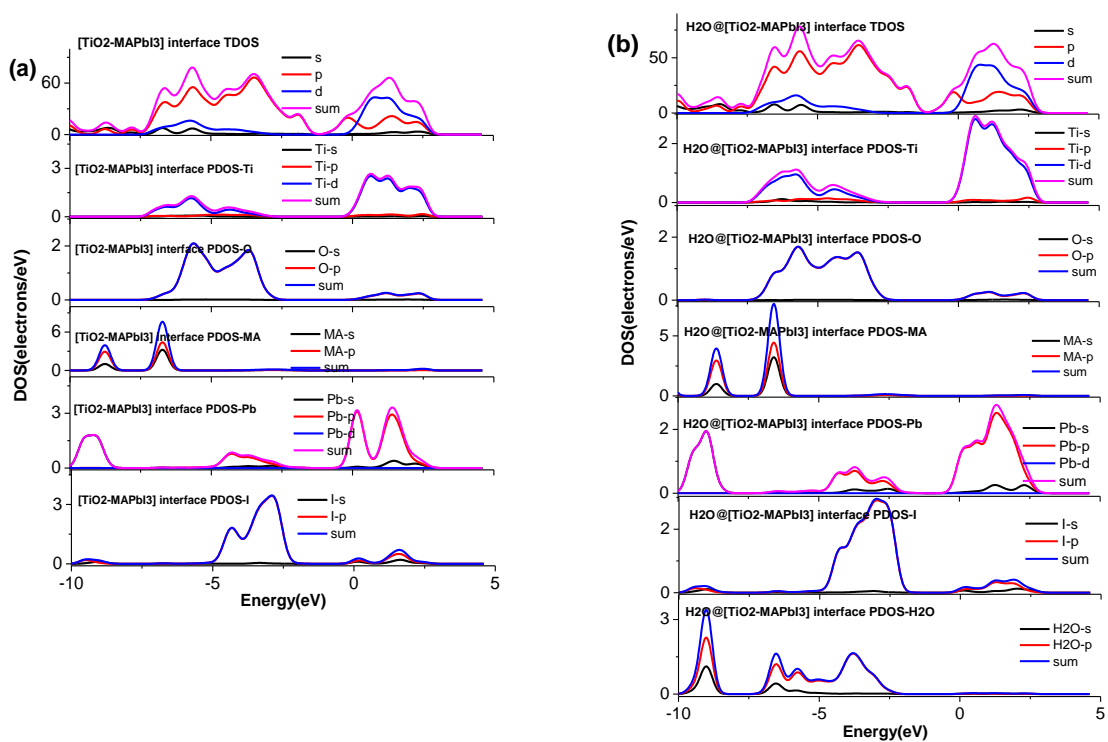 (a)
[TiO2-MAPbI3] interface TDOS
s
p
d
sum
60
0
[TiO2-MAPbI3] interface PDOS-Ti
Ti-s
Ti-p
Ti-d
sum
3
0
[TiO2-MAPbI3] interface PDOS-O
O-s
O-p
sum
2
0
[TiO2-MAPbI3] interface PDOS-MA
MA-s
MA-p
sum
6
3
0
[TiO2-MAPbI3] interface PDOS-Pb
Pb-s
Pb-p
Pb-d
sum
3
0
[TiO2-MAPbI3] interface PDOS-I
I-s
I-p
sum
3
0
-10
-5
0
5
Energy(eV)
DOS(electrons/eV)
(b)
H2O@[TiO2-MAPbI3] interface TDOS
s
p
d
sum
50
0
H2O@[TiO2-MAPbI3] interface PDOS-Ti
Ti-s
Ti-p
Ti-d
sum
2
0
H2O@[TiO2-MAPbI3] interface PDOS-O
O-s
O-p
sum
2
0
H2O@[TiO2-MAPbI3] interface PDOS-MA
MA-s
MA-p
sum
5
0
H2O@[TiO2-MAPbI3] interface PDOS-Pb
Pb-s
Pb-p
Pb-d
sum
2
0
H2O@[TiO2-MAPbI3] interface PDOS-I
I-s
I-p
sum
2
0
H2O@[TiO2-MAPbI3] interface PDOS-H2O
H2O-s
H2O-p
sum
3
0
-10
-5
0
5
Energy(eV)
DOS(electrons/eV)